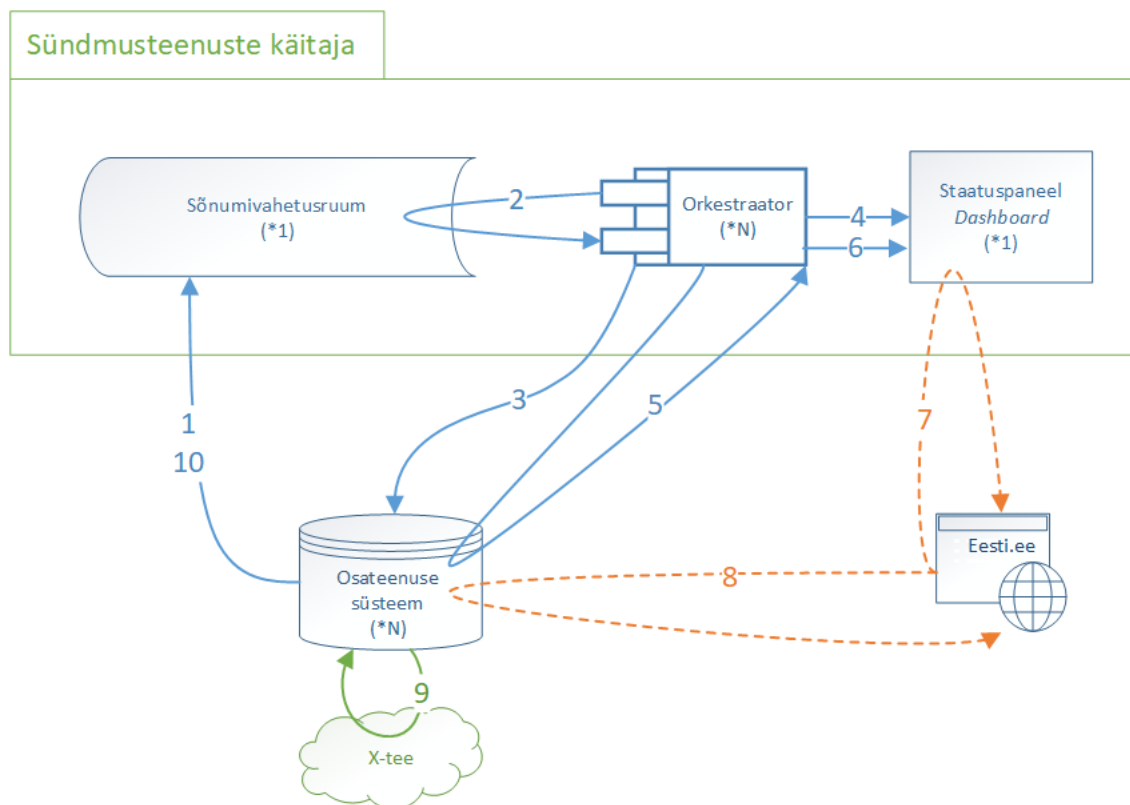 Sündmusteenuste käitaja
Sõnumivahetusruum
(*1)
2
Orkestraator
(*N)
4
6
Staatuspaneel
Dashboard
(*1)
3
5
7
1
10
Osateenuse
süsteem
(*N)
8
Eesti.ee
9
X-tee